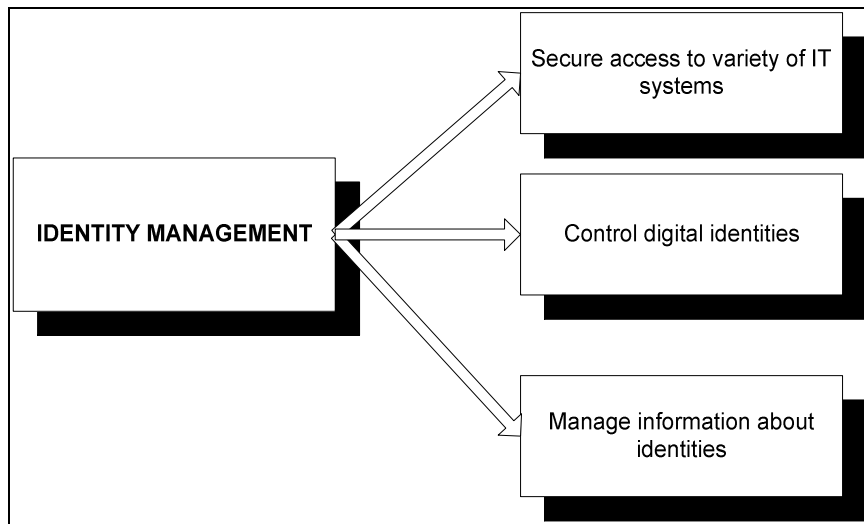 IDENTITY MANAGEMENT
Secure access to variety of IT
systems
Control digital identities
Manage information about
identities